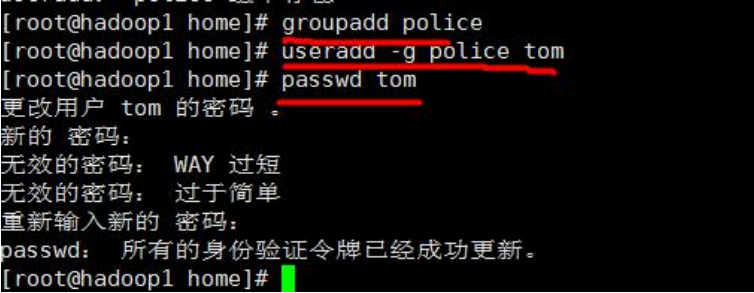 [root@hadoop1 home]# groupadd police
[root@hadoop1 home]# useradd -g police tom
[root@hadoop1 home]# passwd tom
更改用户 tom 的密码 。
新的 密码：
无效的密码： WAY 过短
无效的密码： 过于简单
重新输入新的 密码：
passwd： 所有的身份验证令牌已经成功更新。
[root@hadoop1 home]#